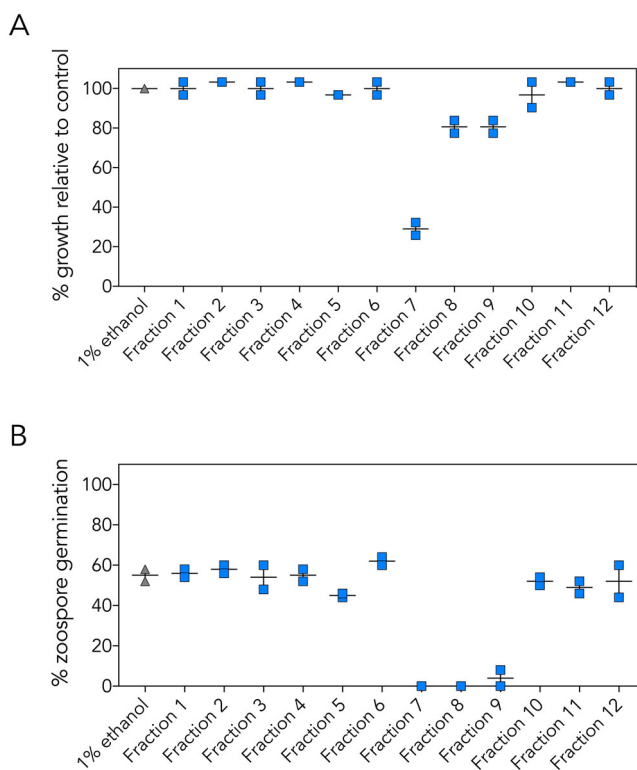 A
% growth relative to control
100
80
60
40
20
0
1% ethanol
Fraction 1
Fraction 2
Fraction 3
Fraction 4
Fraction 5
Fraction 6
Fraction 7
Fraction 8
Fraction 9
Fraction 10
Fraction 11
Fraction 12
B
% zoospore germination
100
80
60
40
20
0
1% ethanol
Fraction 1
Fraction 2
Fraction 3
Fraction 4
Fraction 5
Fraction 6
Fraction 7
Fraction 8
Fraction 9
Fraction 10
Fraction 11
Fraction 12